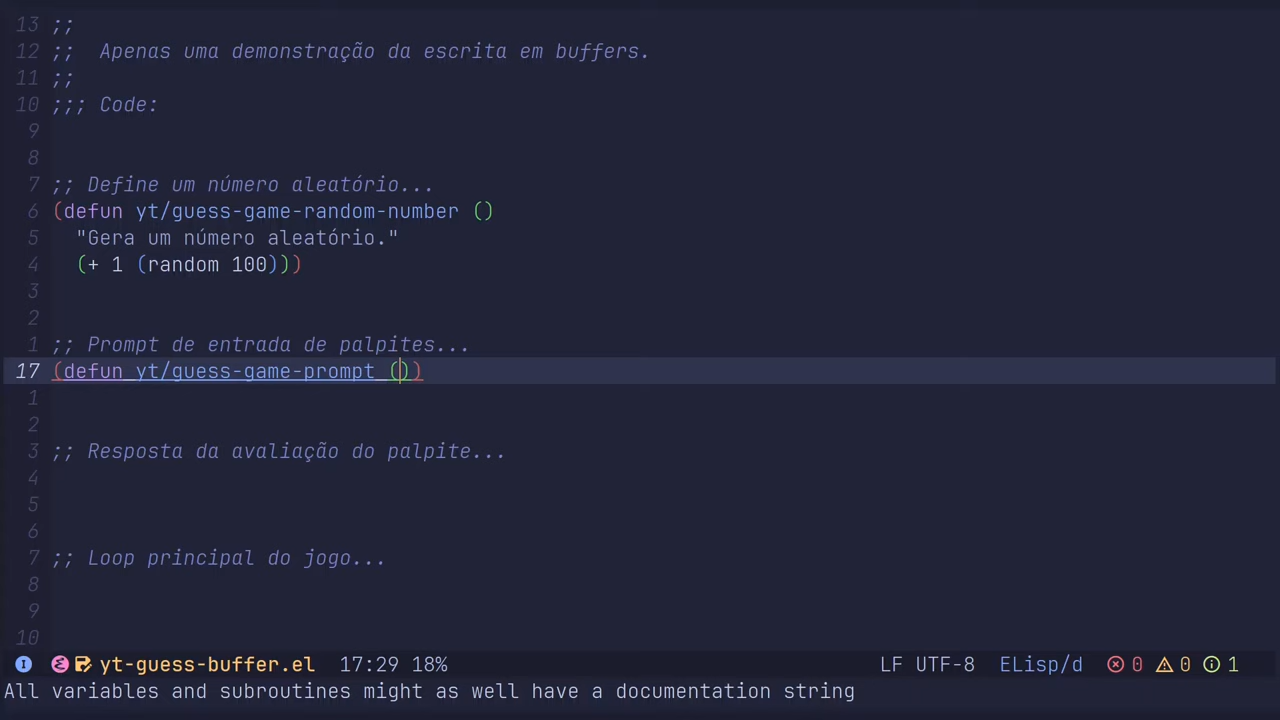 13 ;;
12 ;;  Apenas uma demonstração da escrita em buffers.
11 ;;
10 ;;; Code:
9
8
7 ;; Define um número aleatório...
6 (defun yt/guess-game-random-number ()
5   "Gera um número aleatório."
4   (+ 1 (random 100)))
3
2
1 ;; Prompt de entrada de palpites...
17 (defun yt/guess-game-prompt ())
1
2
3 ;; Resposta da avaliação do palpite...
4
5
6
7 ;; Loop principal do jogo...
8
9
10
I yt-guess-buffer.el 17:29 18% LF UTF-8 ELisp/d 0 0 1
All variables and subroutines might as well have a documentation string